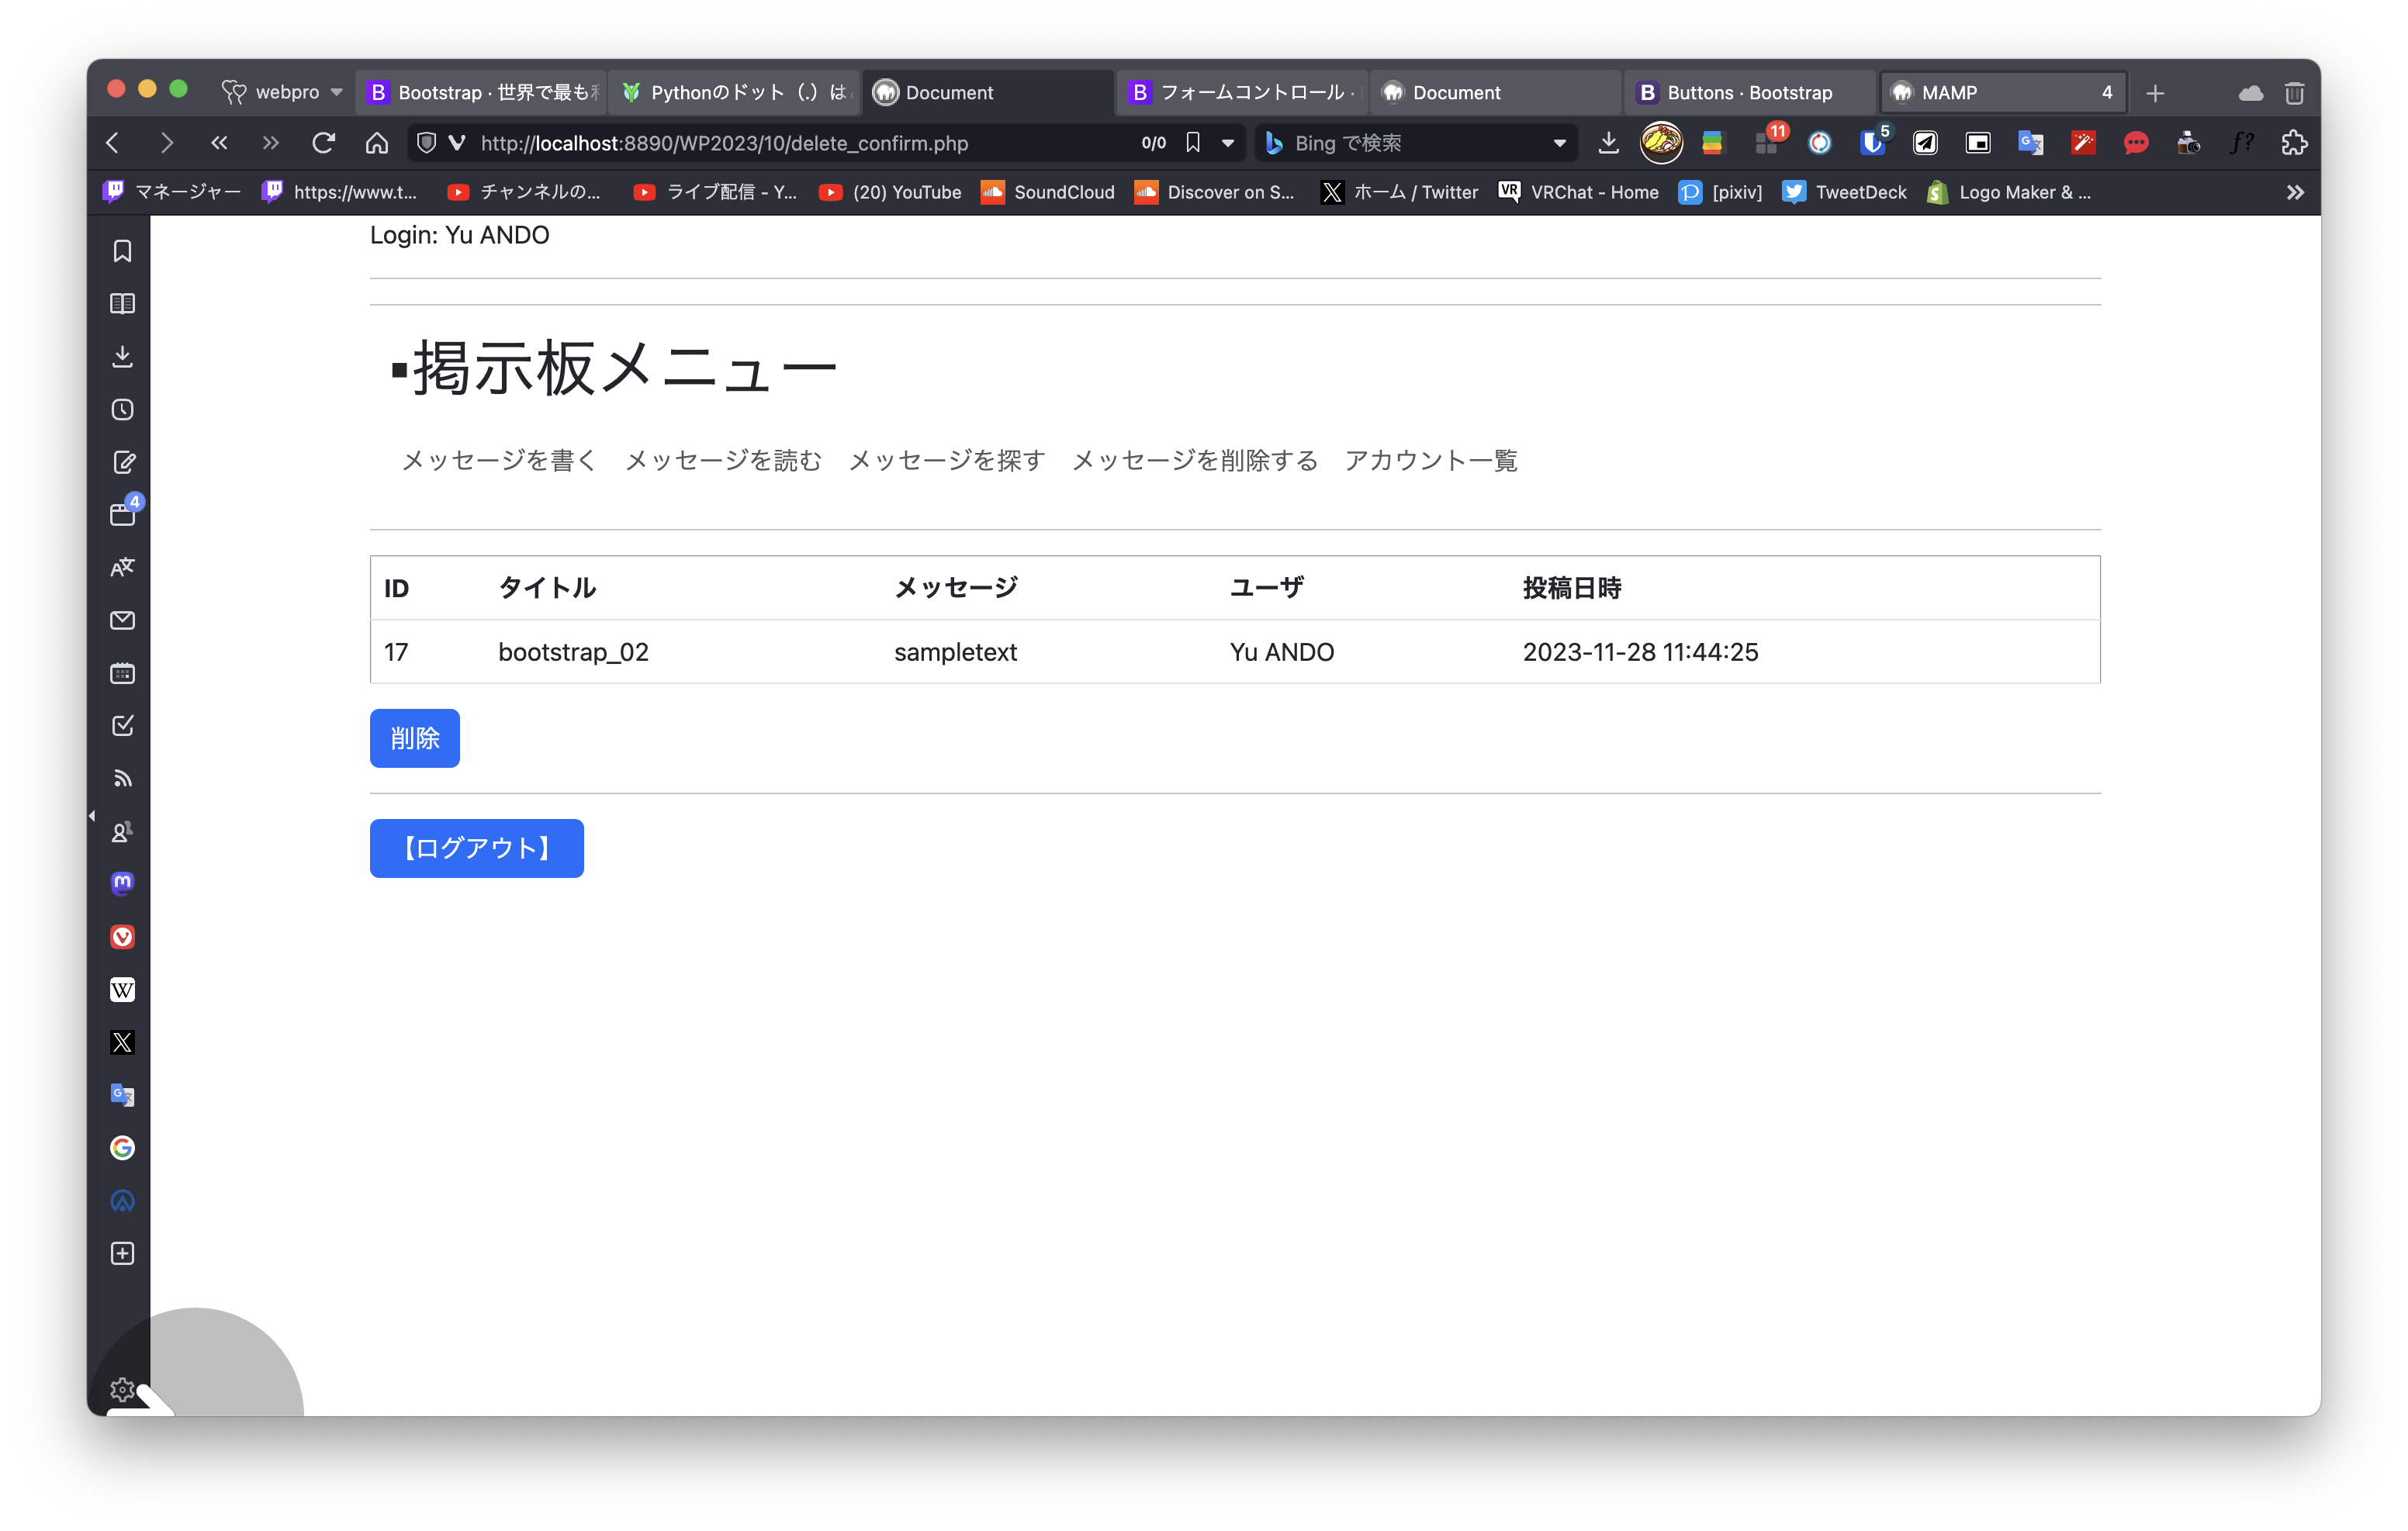 webpro
Bootstrap · 世界で最も
Pythonのドット（.）は
Document
フォームコントロール ·
Document
Buttons · Bootstrap
MAMP
4
http://localhost:8890/WP2023/10/delete_confirm.php
0/0
Bing で検索
11
5
f?
マネージャー
https://www.t...
チャンネルの...
ライブ配信 - Y...
(20) YouTube
SoundCloud
Discover on S...
ホーム / Twitter
VRChat - Home
[pixiv]
TweetDeck
Logo Maker & ...
4
Login: Yu ANDO
▪掲示板メニュー
メッセージを書く メッセージを読む メッセージを探す メッセージを削除する アカウント一覧
ID タイトル メッセージ ユーザ 投稿日時
17 bootstrap_02 sampletext Yu ANDO 2023-11-28 11:44:25
削除
【ログアウト】